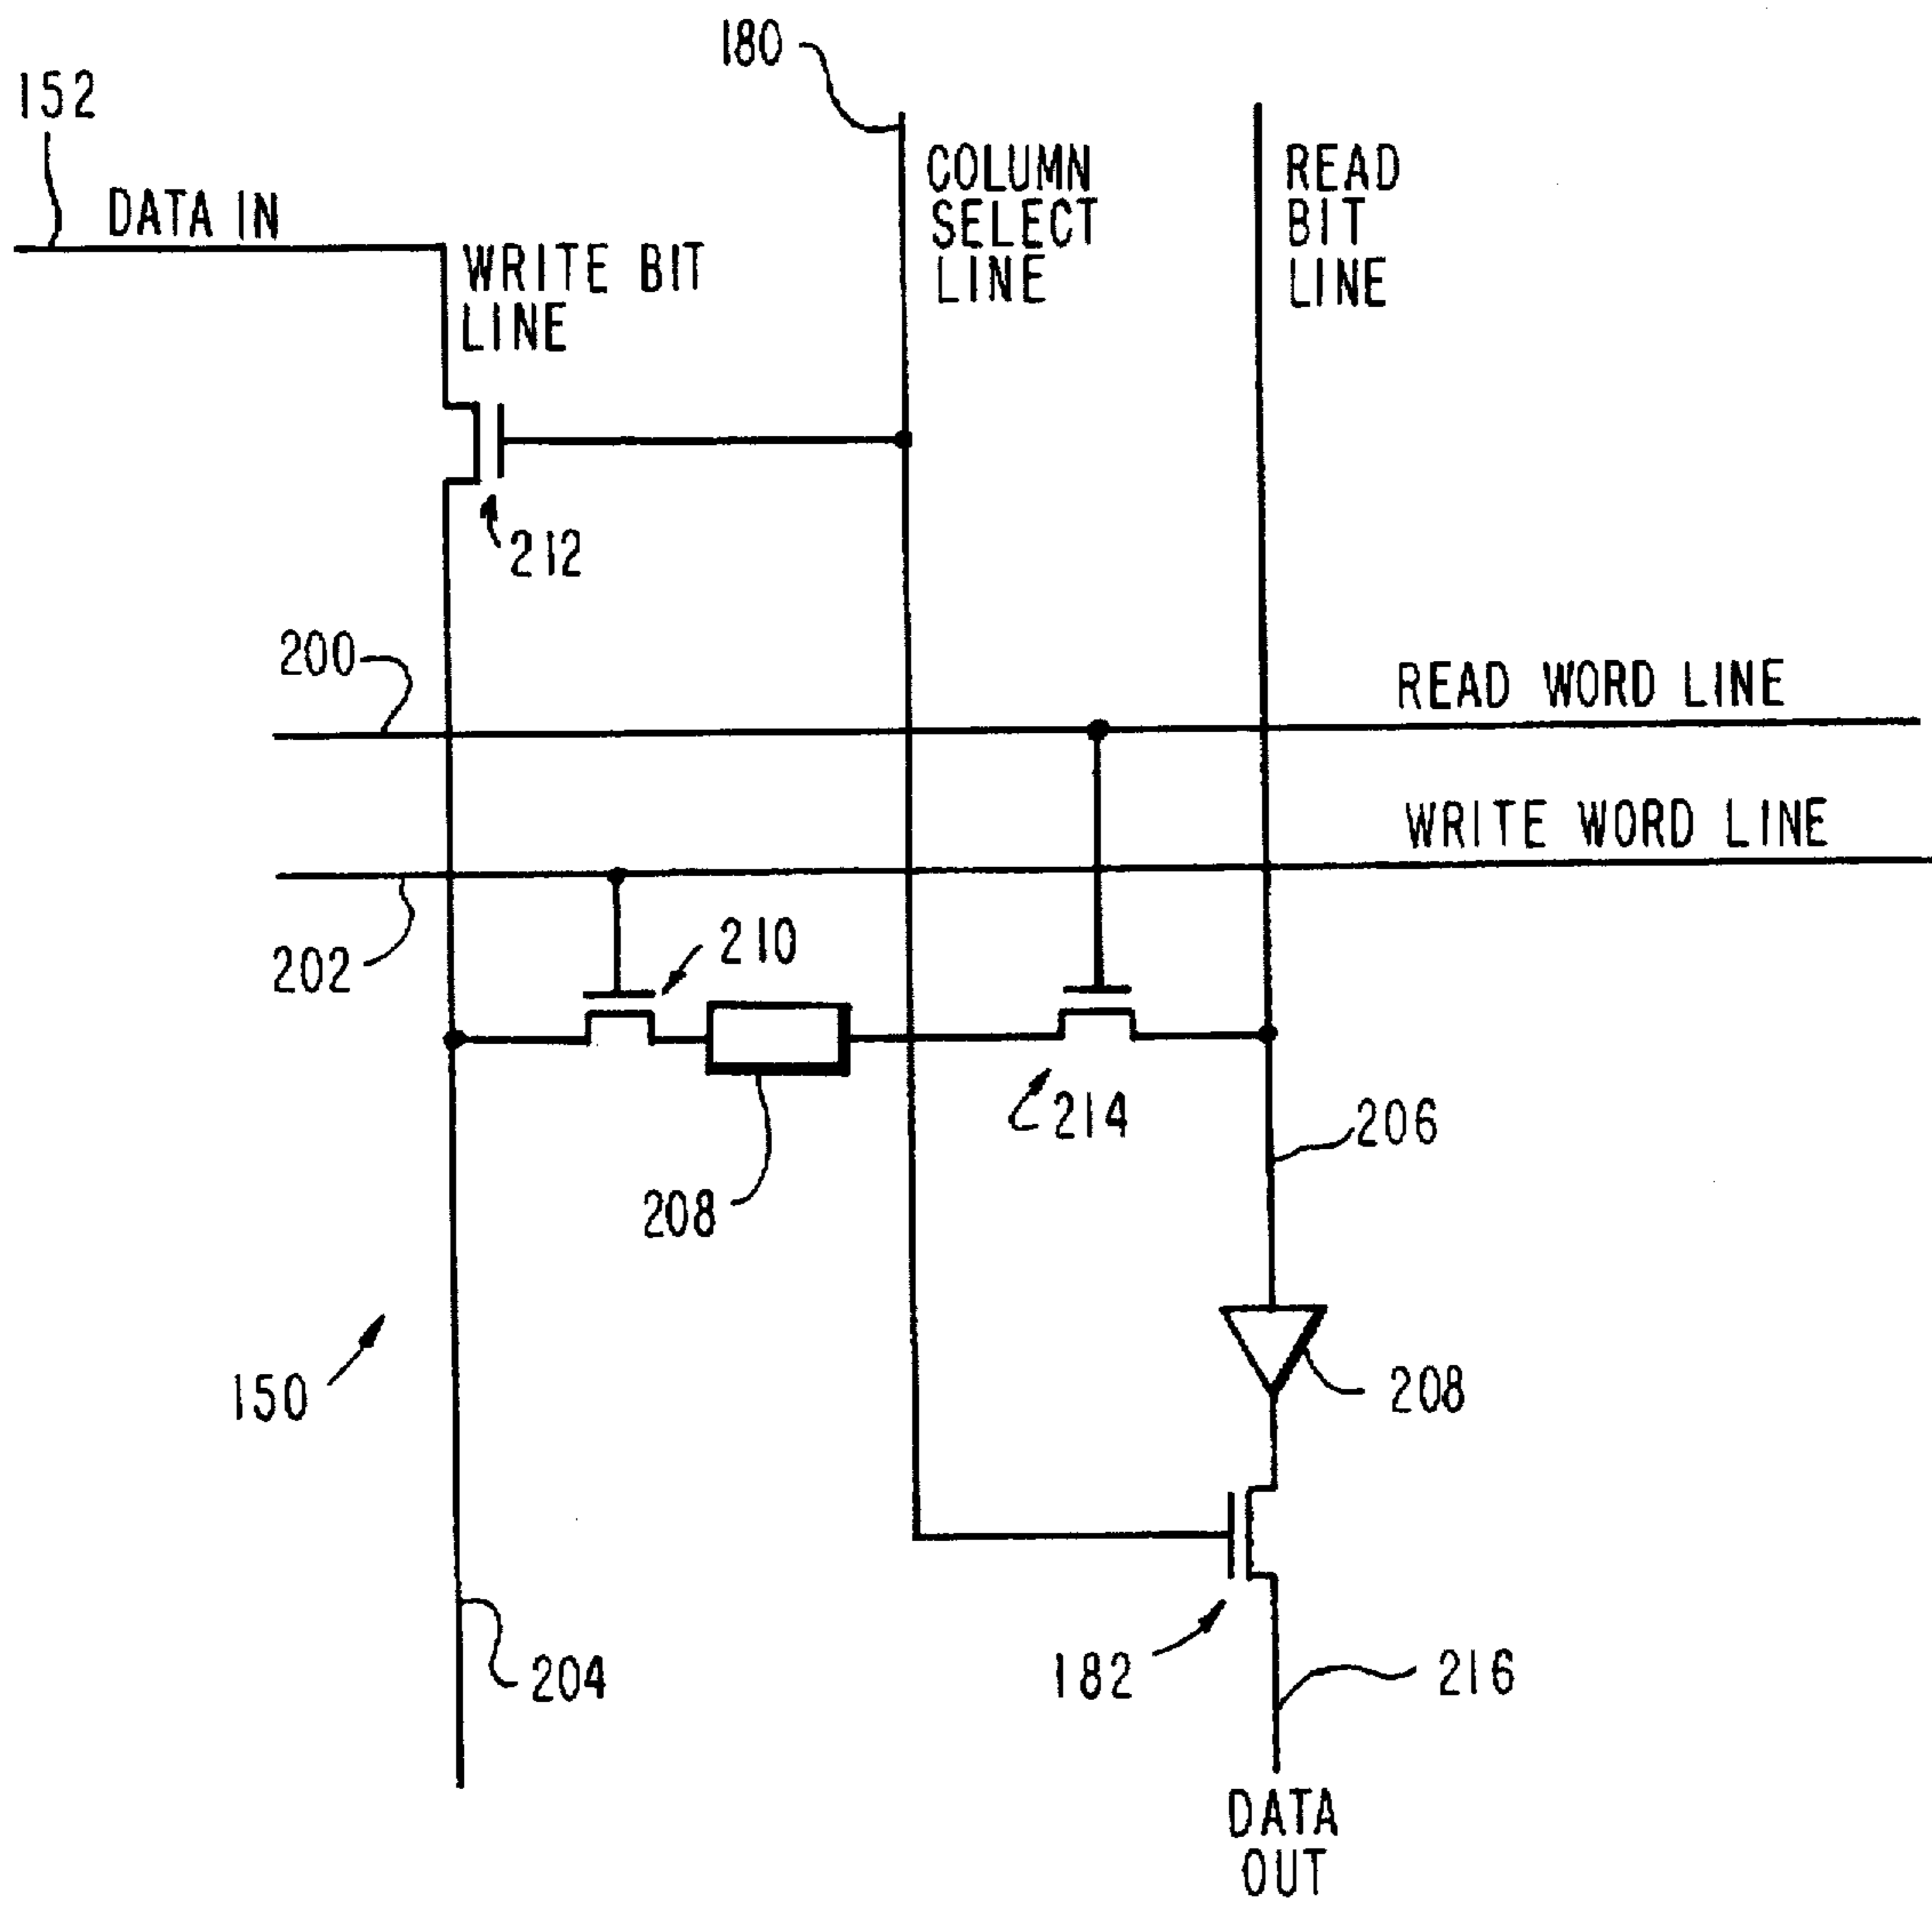 180
152
DATA IN
COLUMN
SELECT
LINE
READ
BIT
LINE
WRITE BIT
LINE
212
200
READ WORD LINE
WRITE WORD LINE
202
210
214
206
208
150
208
204
182
216
DATA
OUT